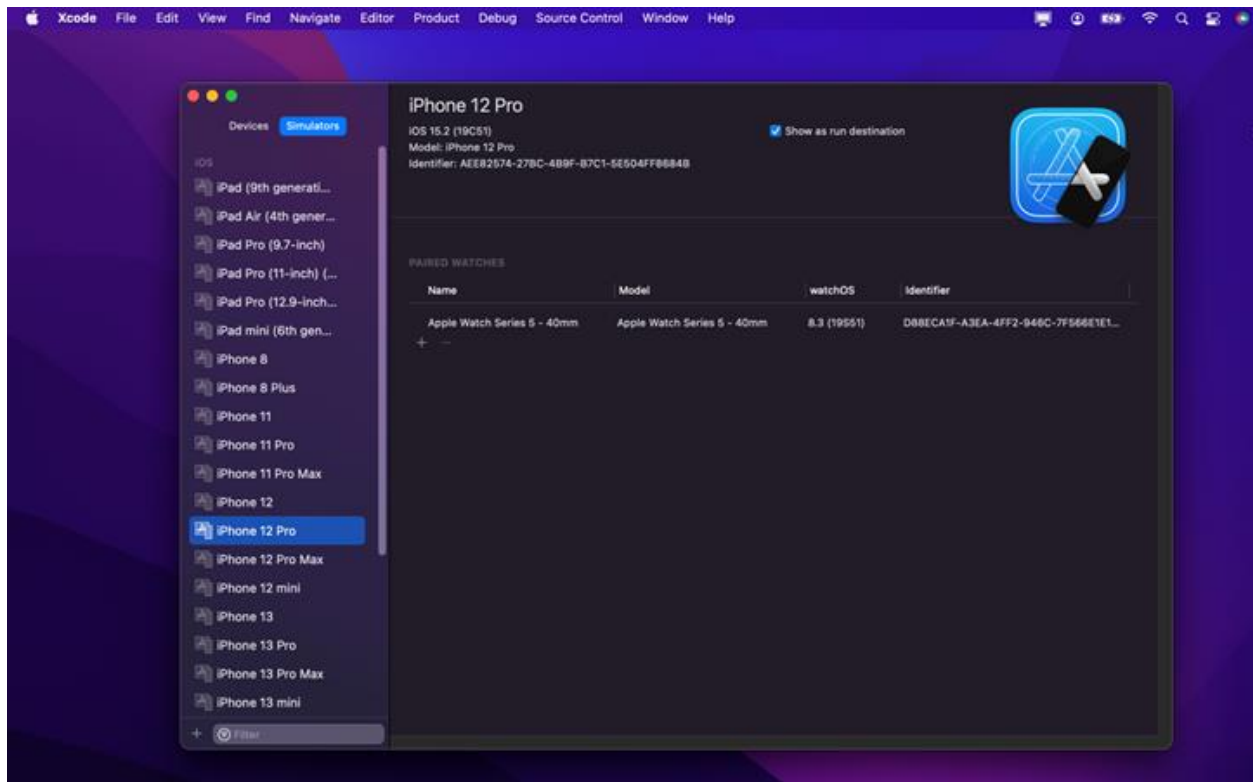 Xcode File Edit View Find Navigate Editor Product Debug Source Control Window Help
Devices Simulators
iOS
iPad (9th generati...
iPad Air (4th gener...
iPad Pro (9.7-inch)
iPad Pro (11-inch) (...
iPad Pro (12.9-inch...
iPad mini (6th gen...
iPhone 8
iPhone 8 Plus
iPhone 11
iPhone 11 Pro
iPhone 11 Pro Max
iPhone 12
iPhone 12 Pro
iPhone 12 Pro Max
iPhone 12 mini
iPhone 13
iPhone 13 Pro
iPhone 13 Pro Max
iPhone 13 mini
Filter
iPhone 12 Pro
iOS 15.2 (19C51)
Model: iPhone 12 Pro
Identifier:
Show as run destination
PAIRED WATCHES
Name Model watchOS Identifier
Apple Watch Series 5 - 40mm Apple Watch Series 5 - 40mm 8.3 (19S51)